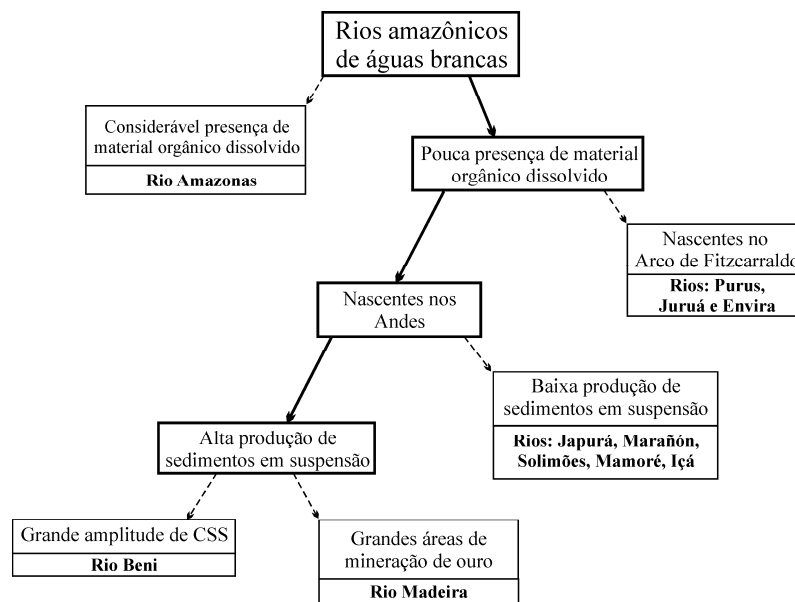 Rios amazônicos
de águas brancas
Considerável presença de
material orgânico dissolvido
Rio Amazonas
Pouca presença de material
orgânico dissolvido
Nascentes no
Arco de Fitzcarraldo
Rios: Purus,
Juruá e Envira
Nascentes nos
Andes
Baixa produção de
sedimentos em suspensão
Rios: Japurá, Marañón,
Solimões, Mamoré, Içá
Alta produção de
sedimentos em suspensão
Grande amplitude de CSS
Rio Beni
Grandes áreas de
mineração de ouro
Rio Madeira